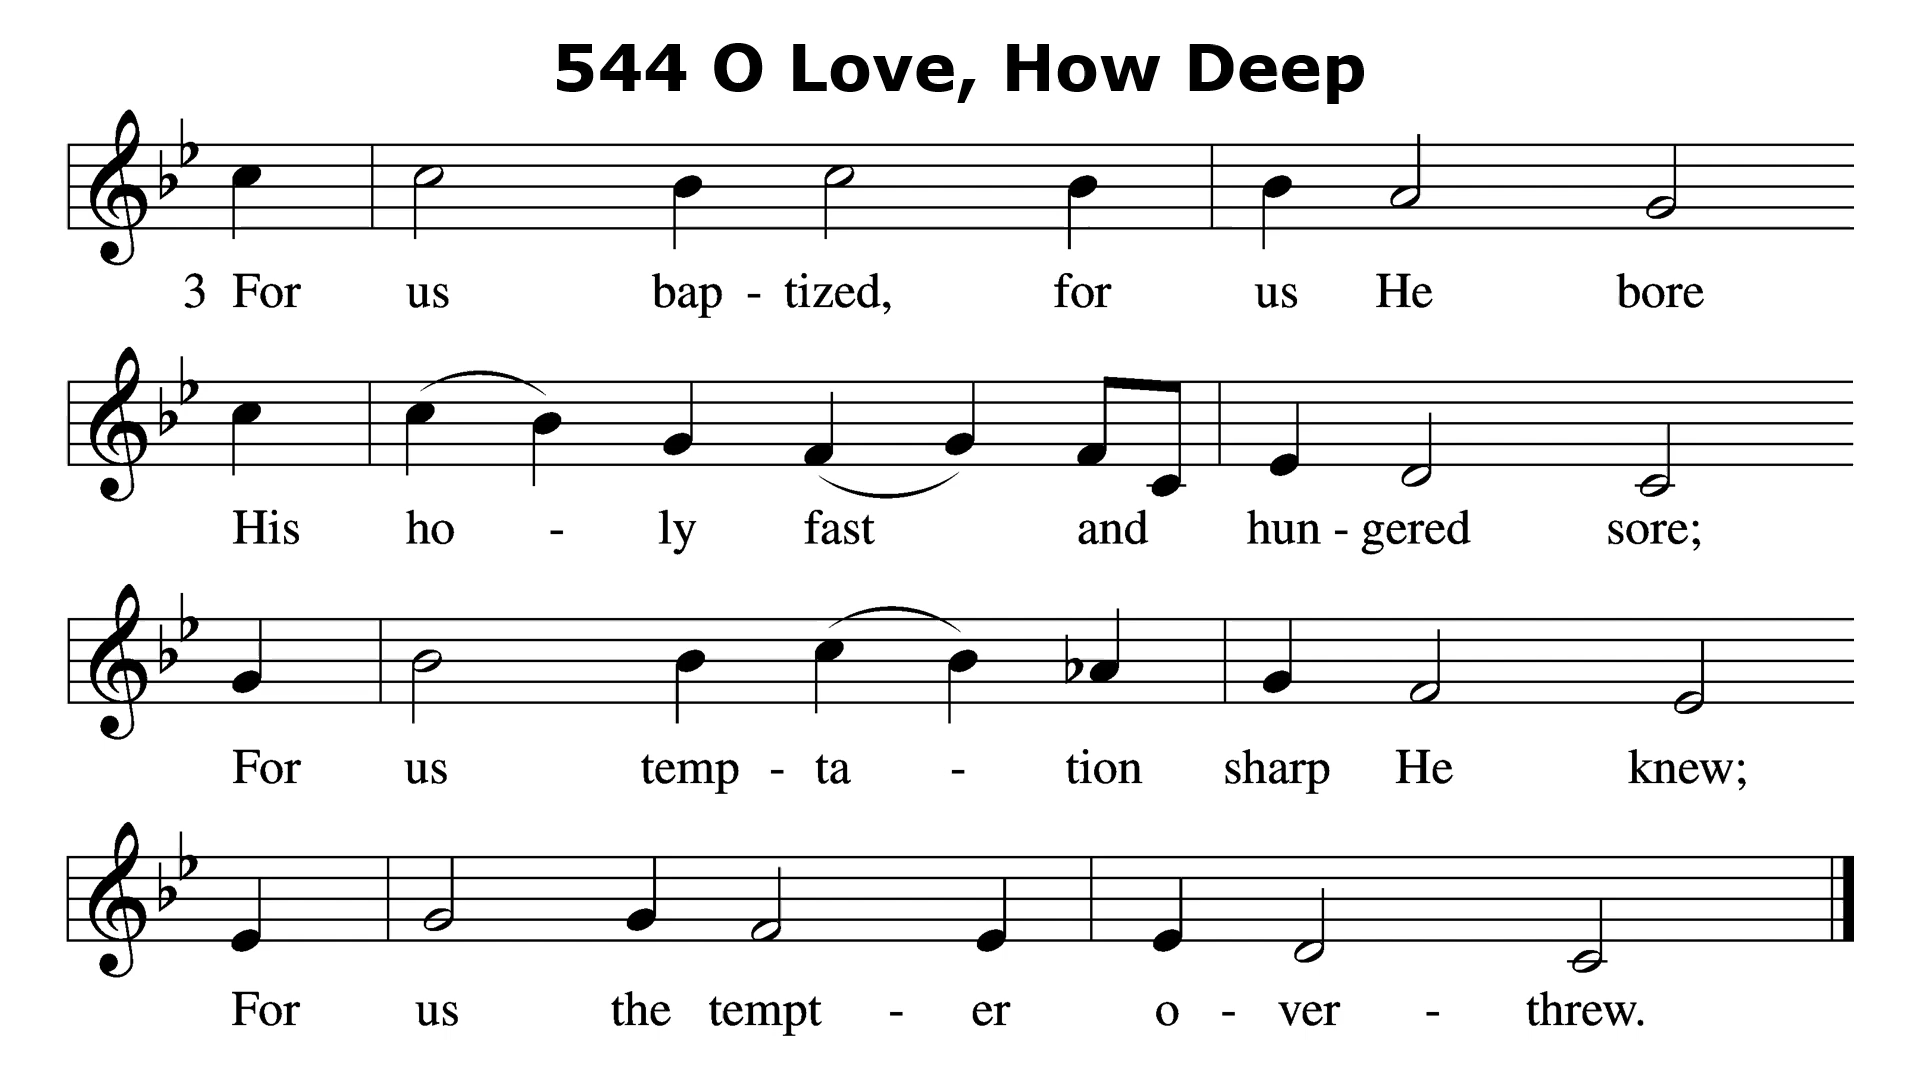 544 O Love, How Deep
3 For us bap - tized, for us He bore
His ho - ly fast and hun - gered sore;
For us temp - ta - tion sharp He knew;
For us the tempt - er o - ver - threw.